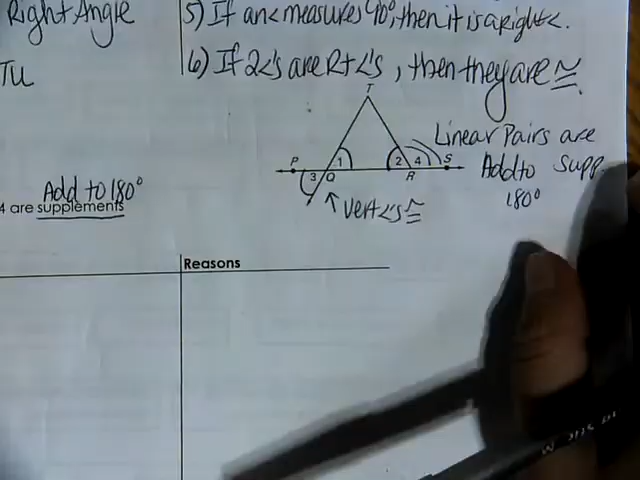 Right Angle
5) If an < measures 90°, then it is a right <.
TU
6) If 2 <'s are Rt <'s, then they are ≅.
T
Linear Pairs are
Add to Supp.
180°
P
1
2
4
S
3
Q
R
Add to 180°
4 are supplements
vert <'s ≅
Reasons